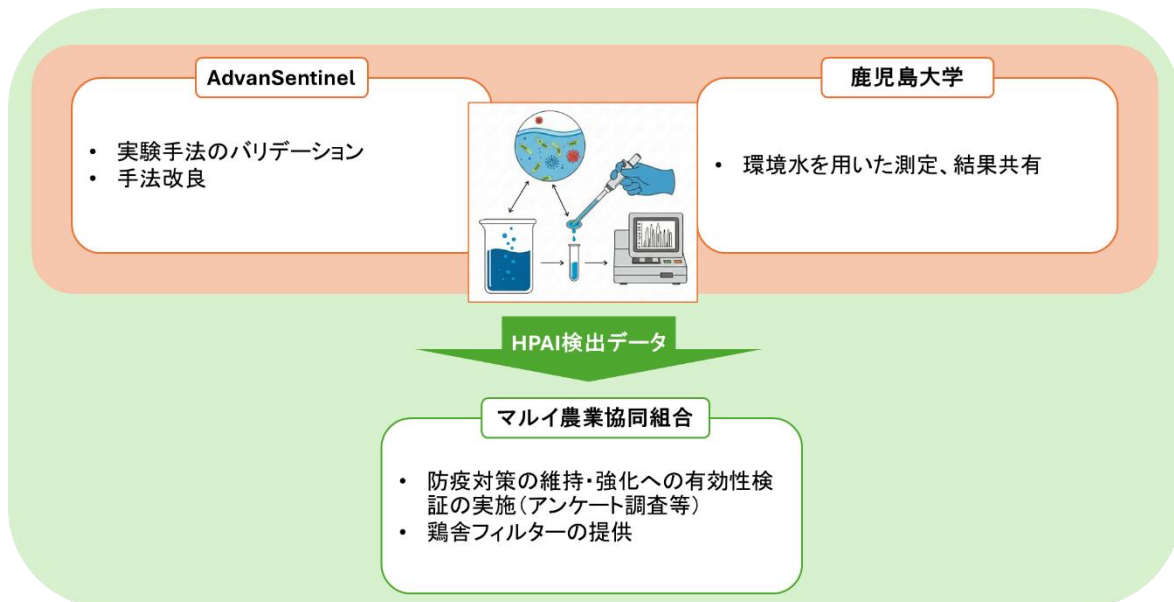 AdvanSentinel
• 実験手法のバリデーション
• 手法改良
鹿児島大学
• 環境水を用いた測定、結果共有
HPAI検出データ
マルイ農業協同組合
• 防疫対策の維持・強化への有効性検
証の実施（アンケート調査等）
• 鶏舎フィルターの提供